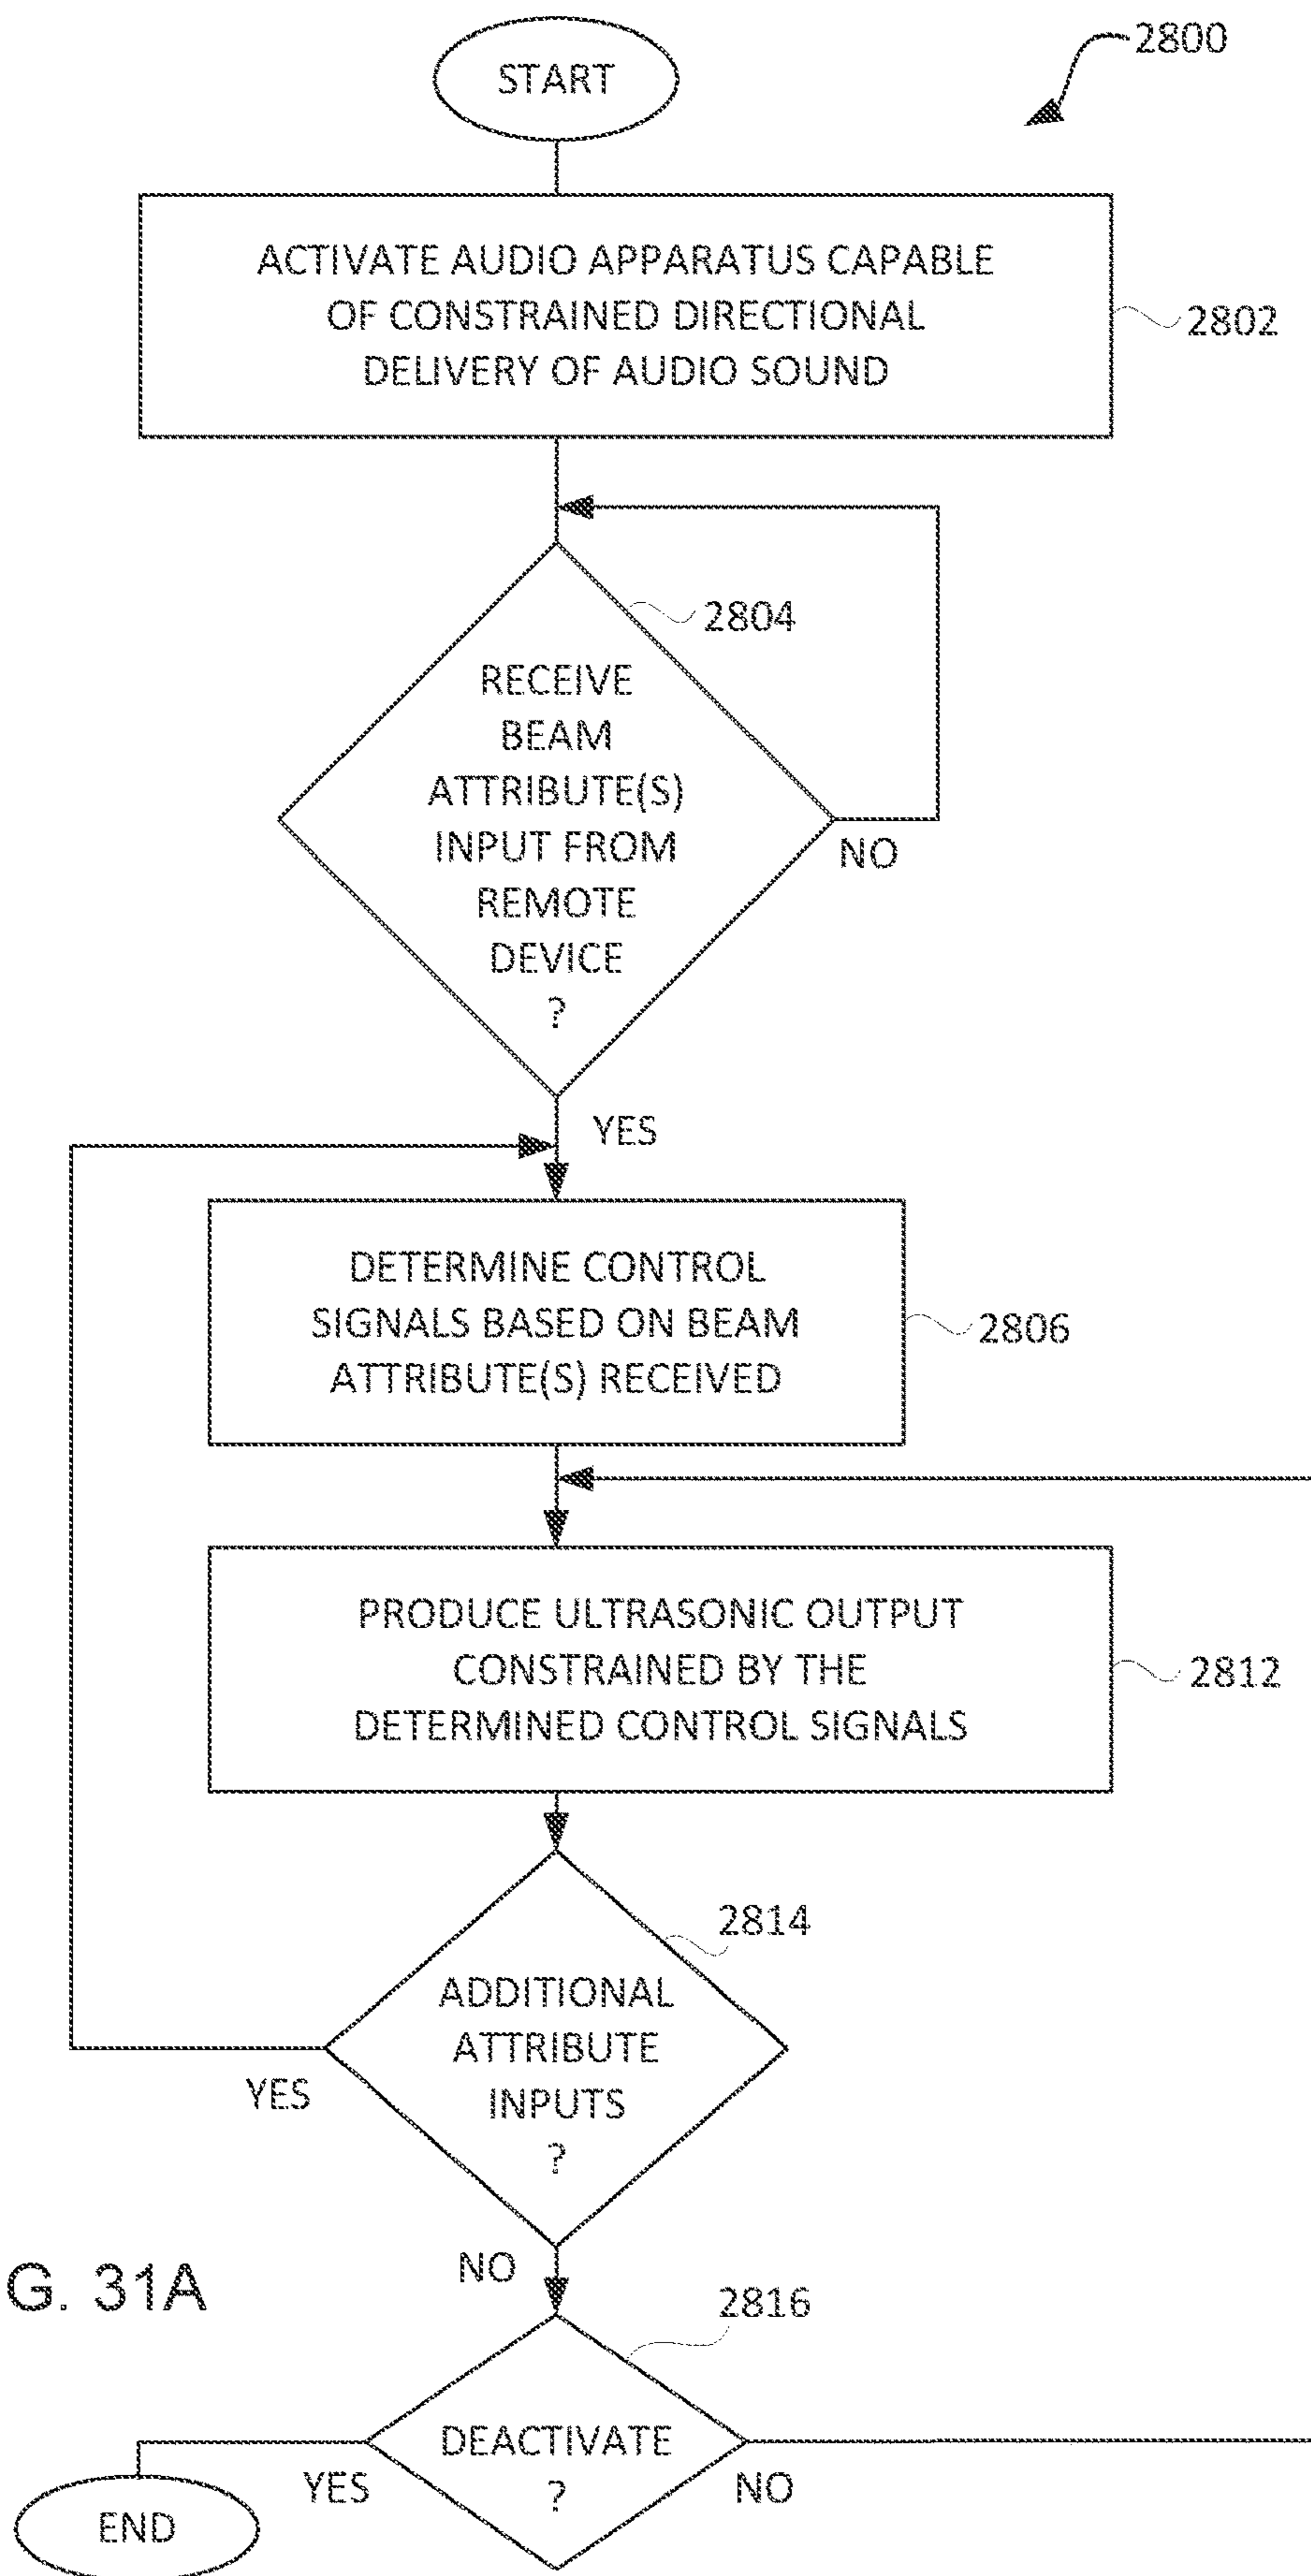 START
2800
ACTIVATE AUDIO APPARATUS CAPABLE
OF CONSTRAINED DIRECTIONAL
DELIVERY OF AUDIO SOUND
2802
2804
RECEIVE
BEAM
ATTRIBUTE(S)
INPUT FROM
REMOTE
DEVICE
?
NO
YES
DETERMINE CONTROL
SIGNALS BASED ON BEAM
ATTRIBUTE(S) RECEIVED
2806
PRODUCE ULTRASONIC OUTPUT
CONSTRAINED BY THE
DETERMINED CONTROL SIGNALS
2812
2814
ADDITIONAL
ATTRIBUTE
INPUTS
?
YES
NO
G. 31A
2816
DEACTIVATE
?
YES
NO
END